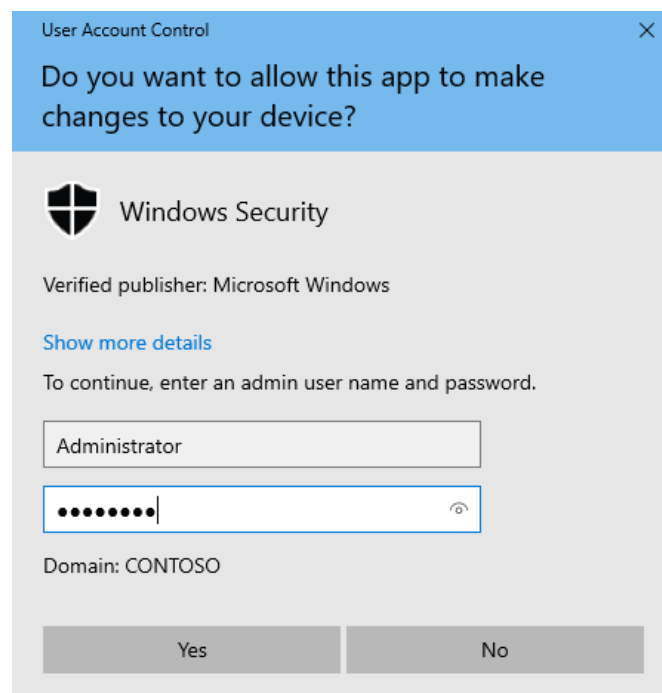 User Account Control
Do you want to allow this app to make
changes to your device?
Windows Security
Verified publisher: Microsoft Windows
Show more details
To continue, enter an admin user name and password.
Administrator
●●●●●●●●
Domain: CONTOSO
Yes
No